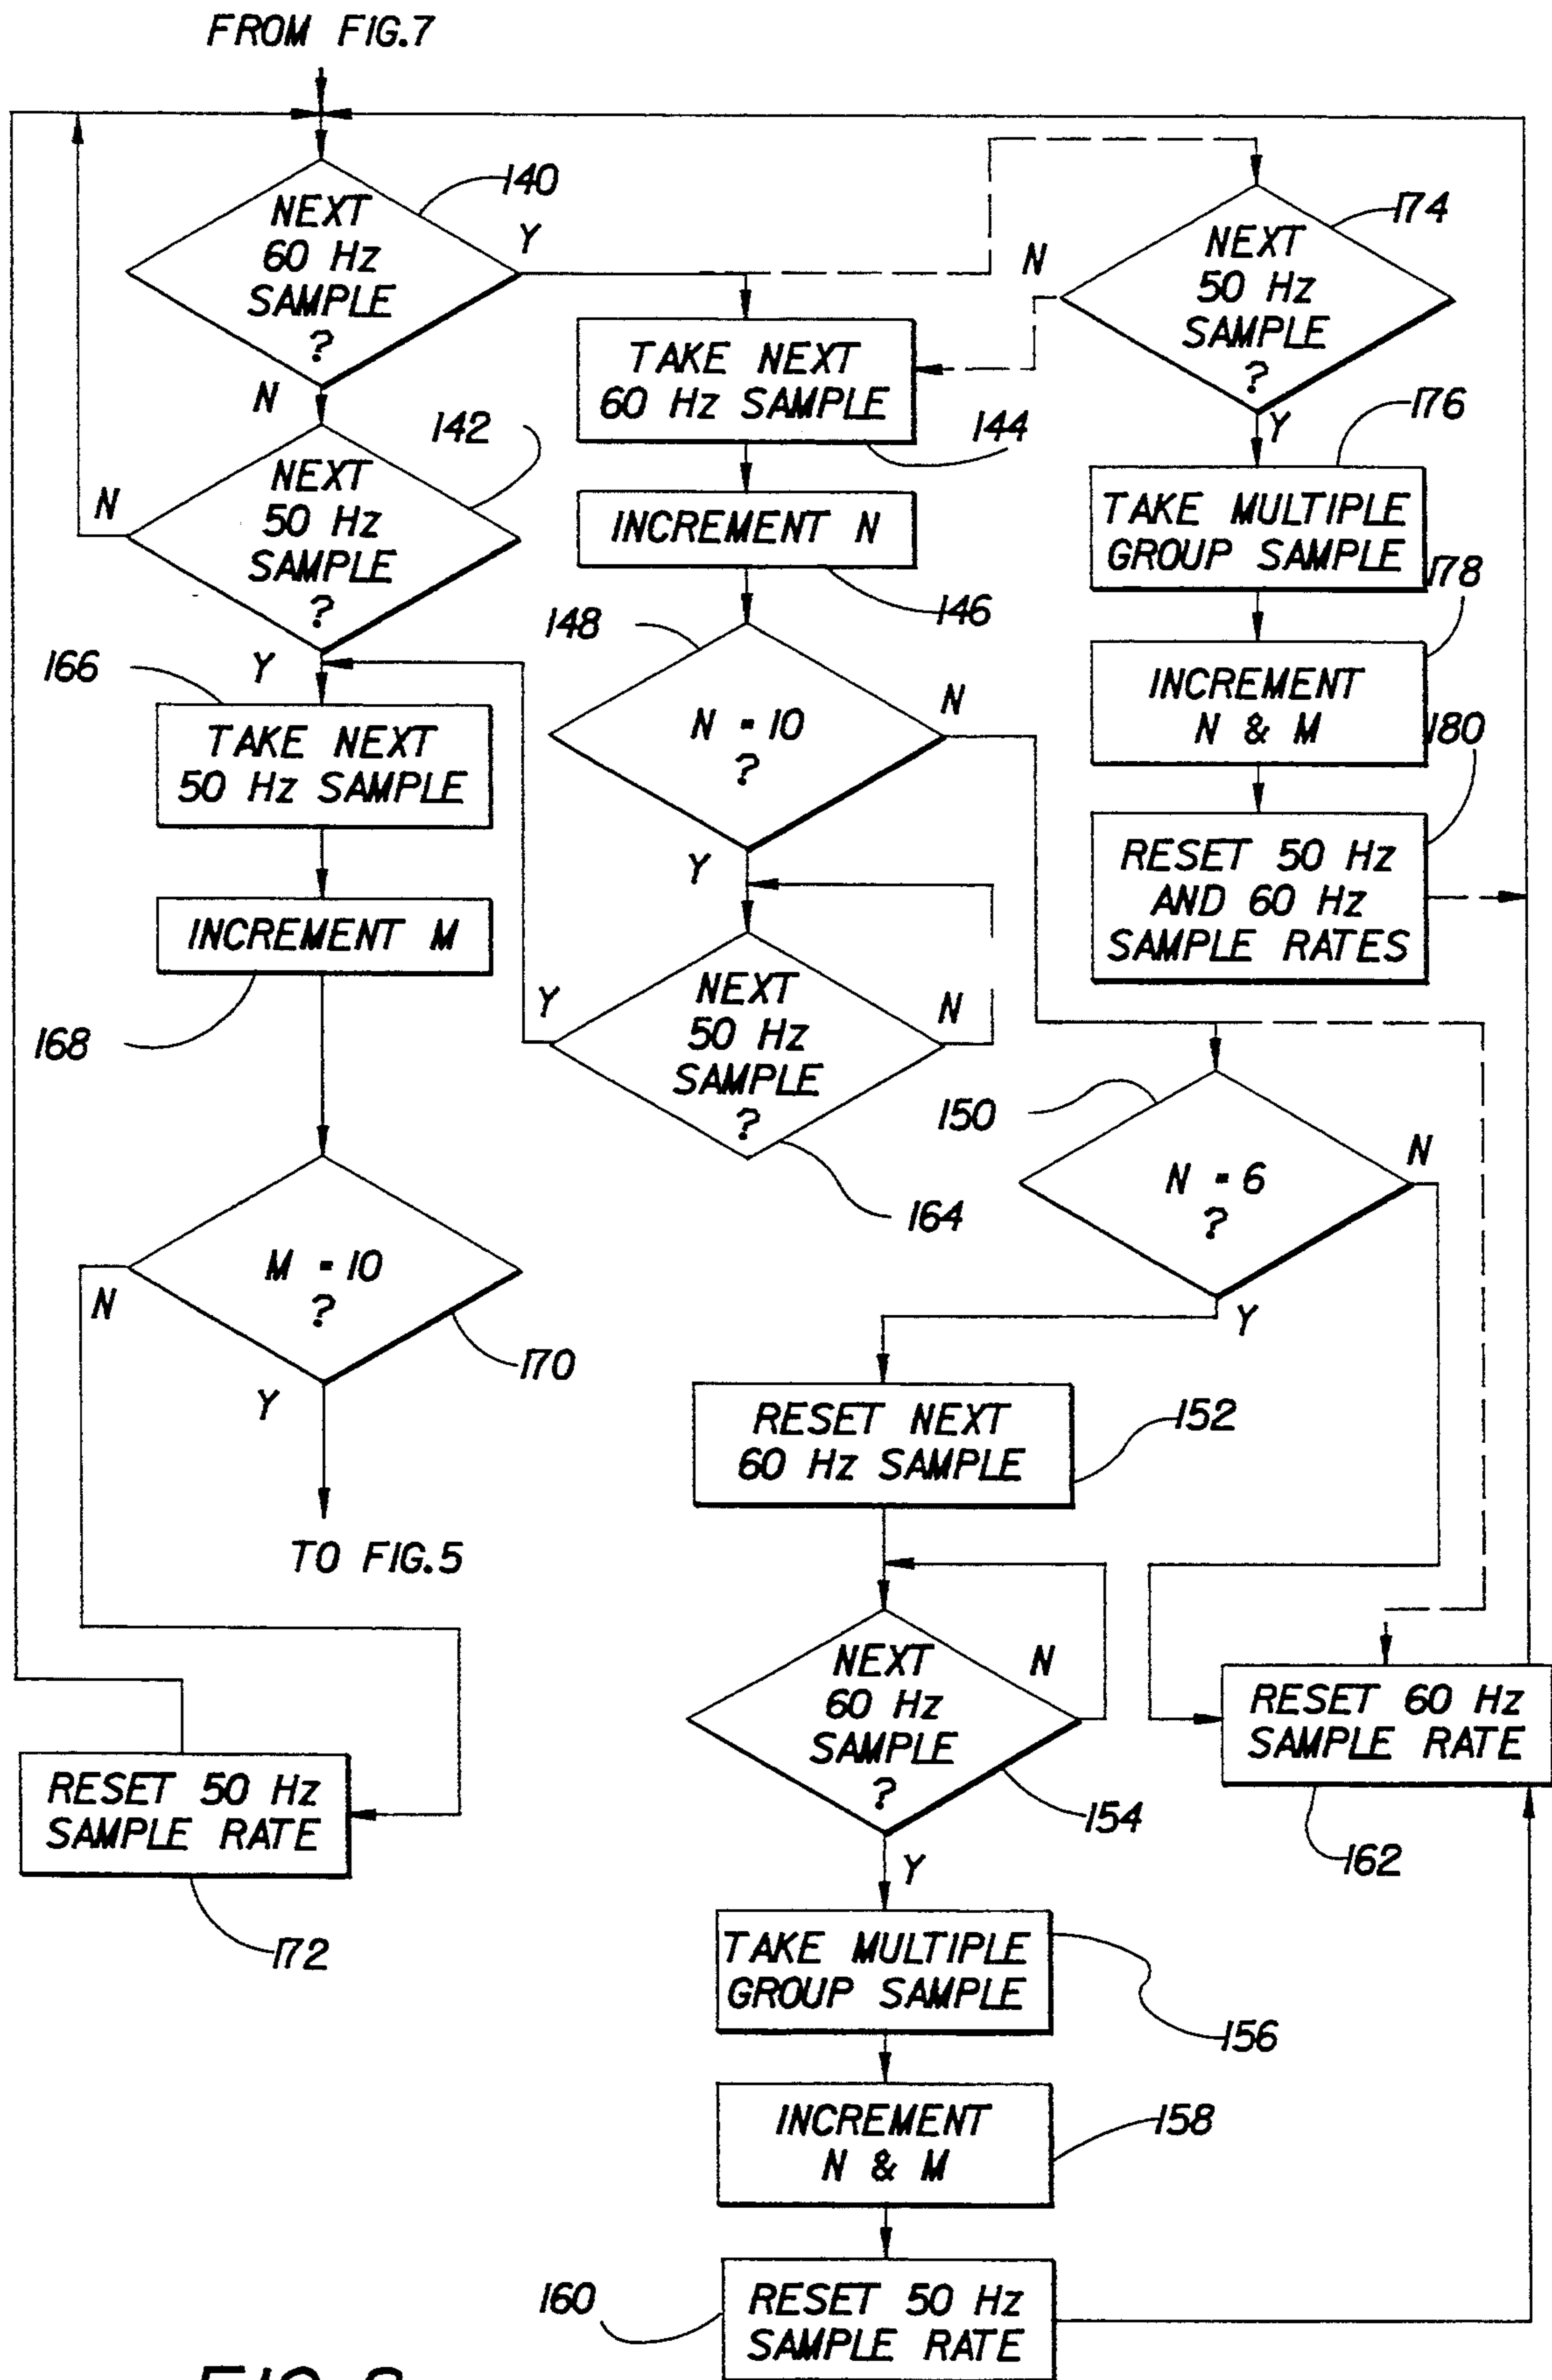 FROM FIG.7
140
NEXT
60 Hz
SAMPLE
?
Y
N
174
NEXT
50 Hz
SAMPLE
?
N
Y
TAKE NEXT
60 Hz SAMPLE
144
142
NEXT
50 Hz
SAMPLE
?
N
Y
176
TAKE MULTIPLE
GROUP SAMPLE
INCREMENT N
146
178
INCREMENT
N & M
148
N = 10
?
N
Y
166
TAKE NEXT
50 Hz SAMPLE
180
RESET 50 Hz
AND 60 Hz
SAMPLE RATES
INCREMENT M
168
NEXT
50 Hz
SAMPLE
?
Y
N
164
150
N = 6
?
N
Y
M = 10
?
N
Y
170
TO FIG.5
RESET NEXT
60 Hz SAMPLE
152
NEXT
60 Hz
SAMPLE
?
N
Y
154
RESET 60 Hz
SAMPLE RATE
162
RESET 50 Hz
SAMPLE RATE
172
TAKE MULTIPLE
GROUP SAMPLE
156
INCREMENT
N & M
158
160
RESET 50 Hz
SAMPLE RATE